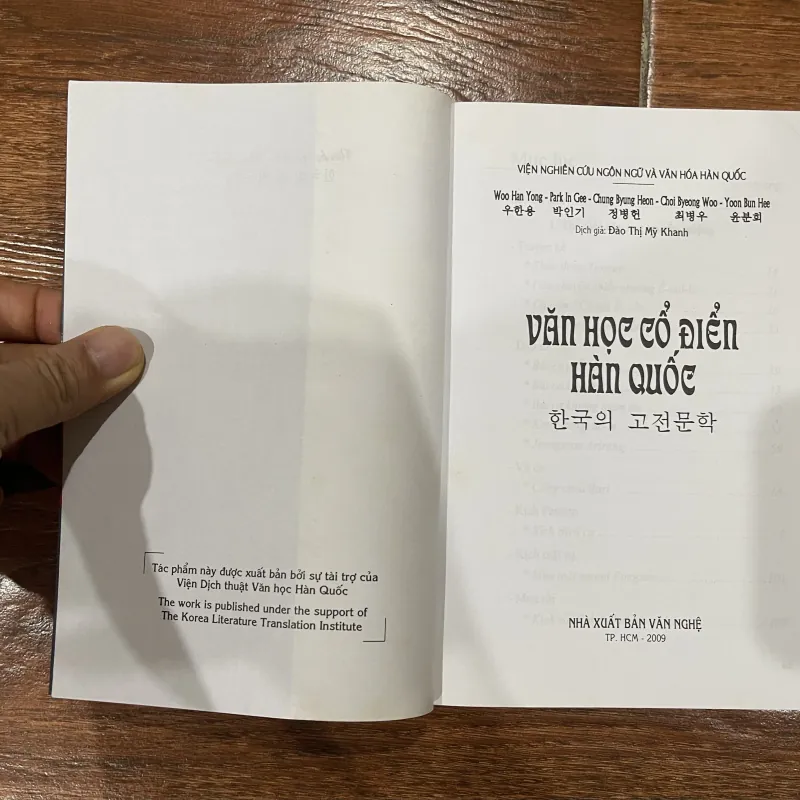 Tác phẩm này được xuất bản bởi sự tài trợ của
Viện Dịch thuật Văn học Hàn Quốc
The work is published under the support of
The Korea Literature Translation Institute
VIỆN NGHIÊN CỨU NGÔN NGỮ VÀ VĂN HÓA HÀN QUỐC
Woo Han Yong - Park In Gee - Chung Byung Heon - Choi Byeong Woo - Yoon Bun Hee
우한용 박인기 정병헌 최병우 윤분희
Dịch giả: Đào Thị Mỹ Khanh
VĂN HỌC CỔ ĐIỂN
HÀN QUỐC
한국의 고전문학
NHÀ XUẤT BẢN VĂN NGHỆ
TP. HCM - 2009